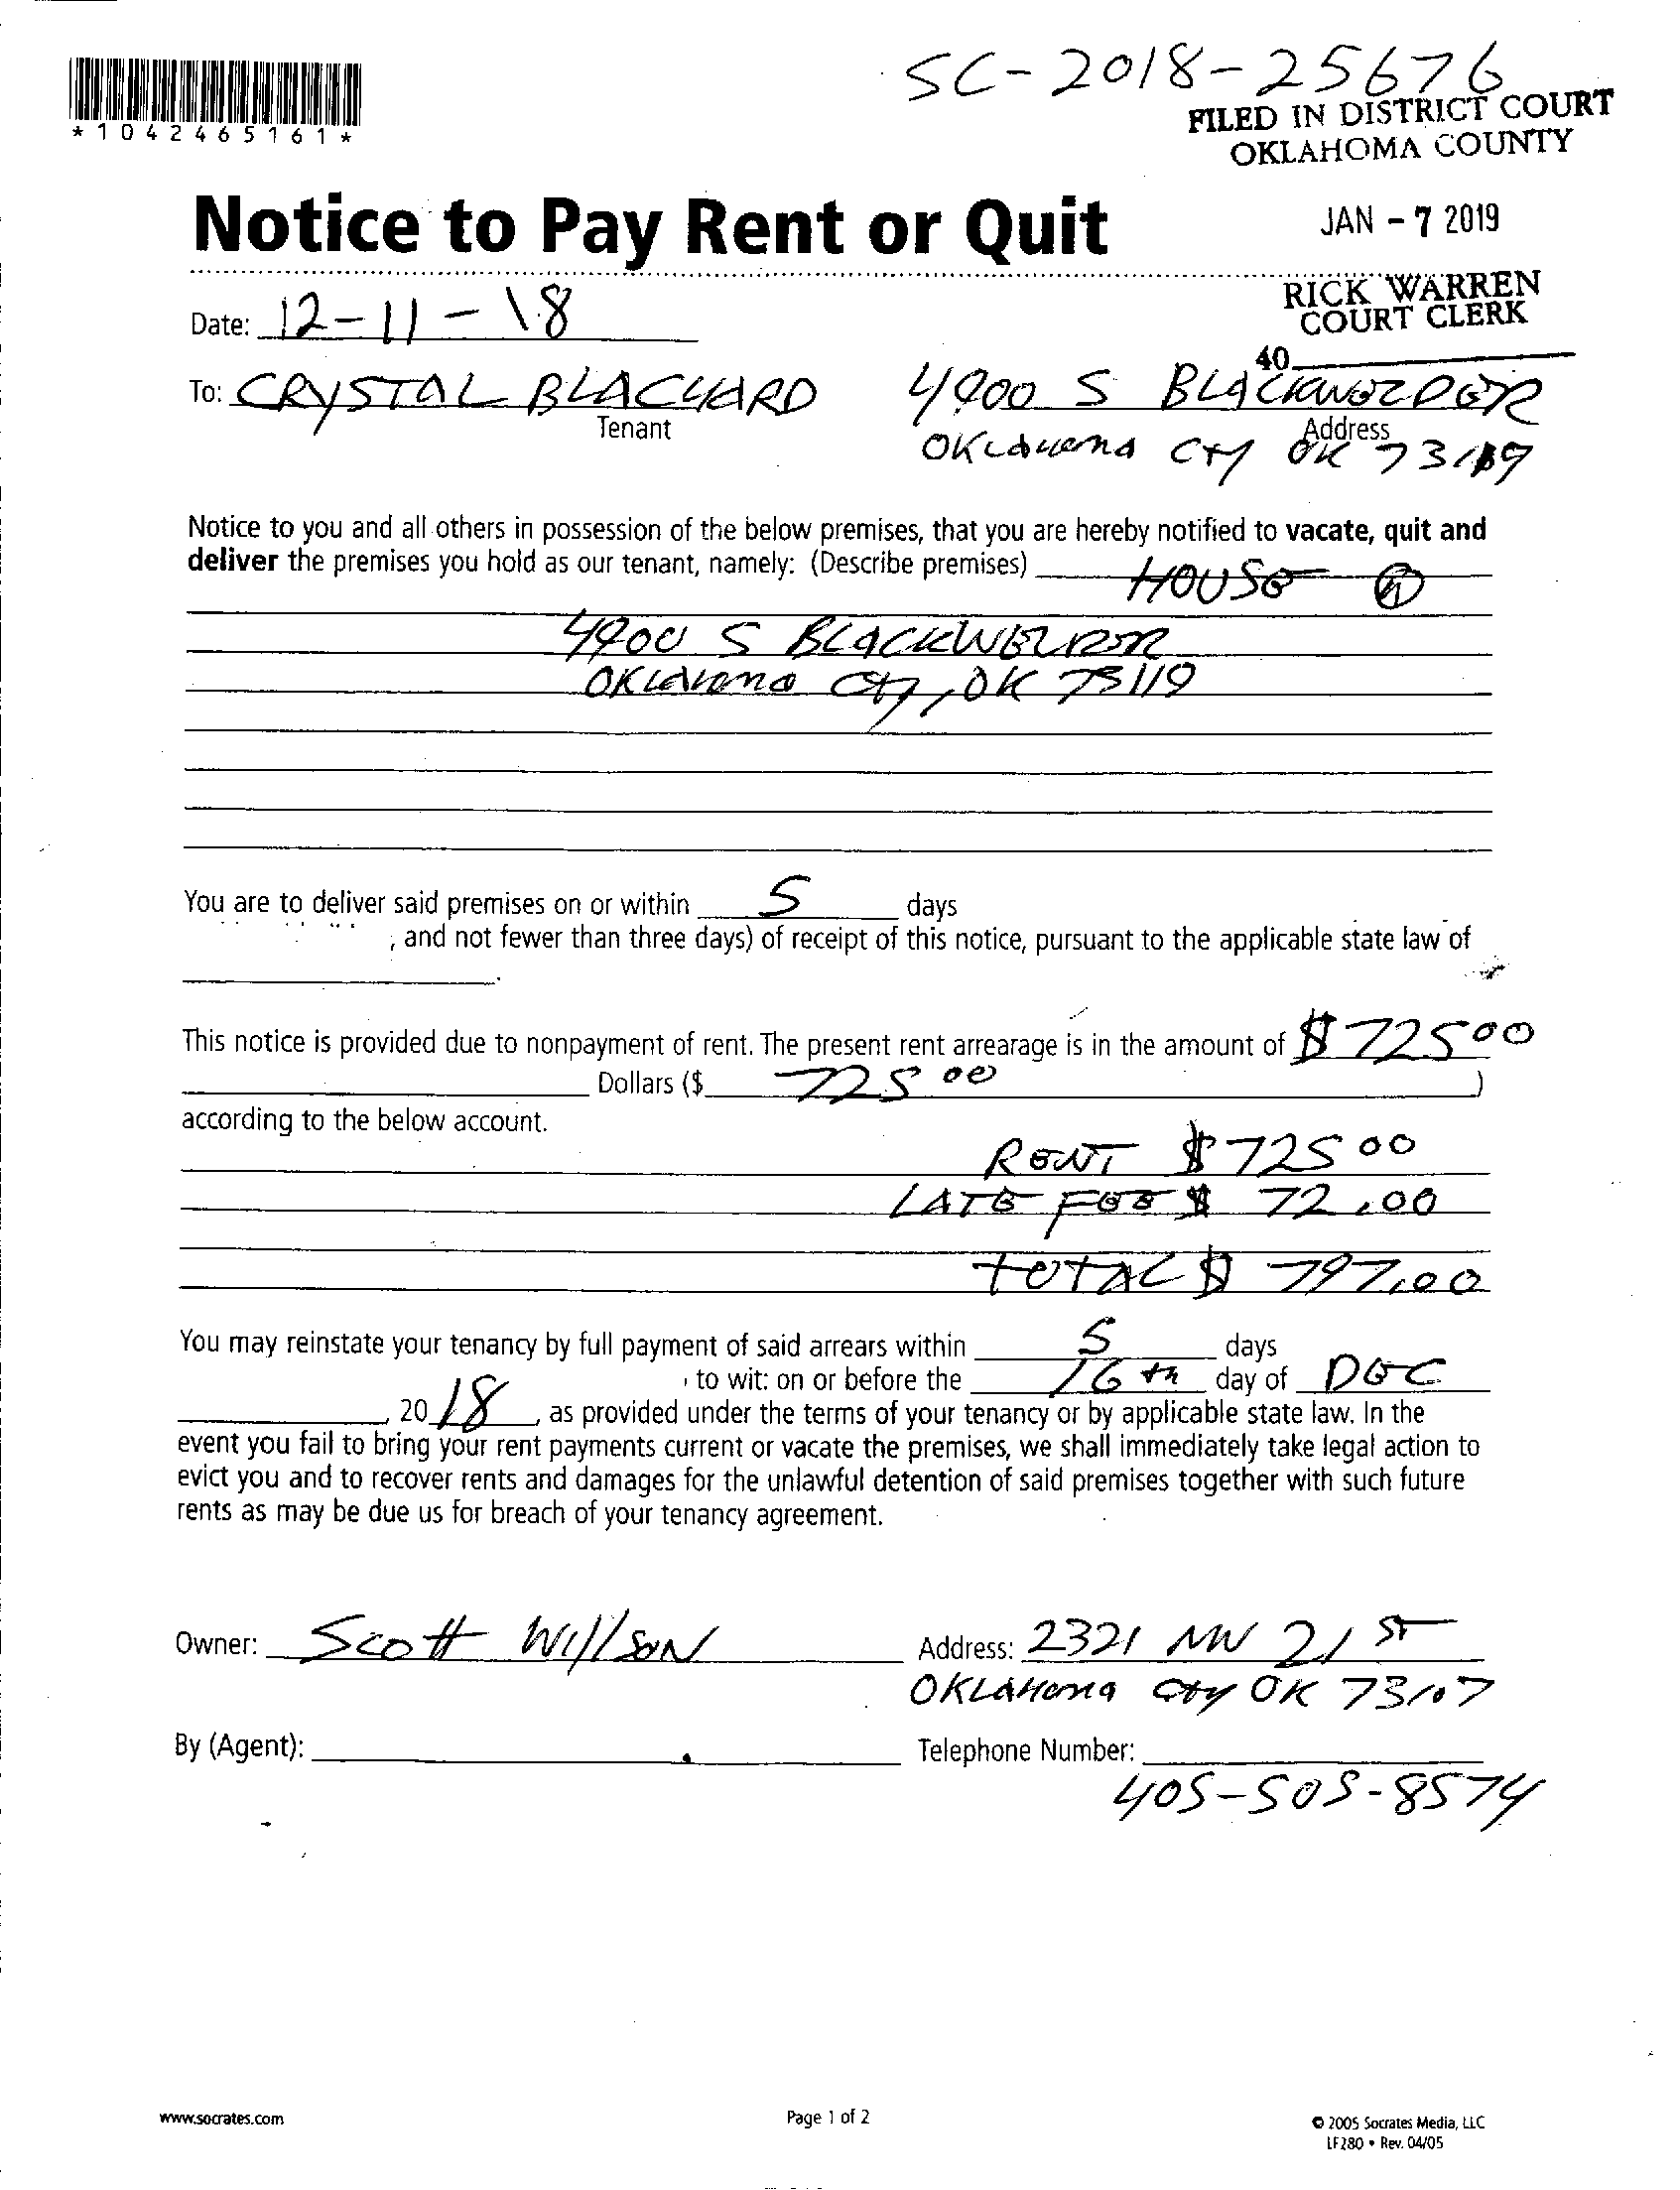 SC-2018-25676
*1042465161*
FILED IN DISTRICT COURT
OKLAHOMA COUNTY
Notice to Pay Rent or Quit
JAN - 7 2019
RICK WARREN
COURT CLERK
40
Date: 12-11-18
To: CRYSTAL 4900 S BLACKWELDER
Tenant Address
OKLAHOMA CTY OK 73119
Notice to you and all others in possession of the below premises, that you are hereby notified to vacate, quit and
deliver the premises you hold as our tenant, namely: (Describe premises) HOUSE @
4900 S BLACKWELDER
OKLAHOMA CTY, OK 73119
You are to deliver said premises on or within 5 days
, and not fewer than three days) of receipt of this notice, pursuant to the applicable state law of
.
This notice is provided due to nonpayment of rent. The present rent arrearage is in the amount of $ 725 00
Dollars ($ 725 00 )
according to the below account.
RENT $ 725 00
LATE FEE $ 72.00
TOTAL $ 797.00
You may reinstate your tenancy by full payment of said arrears within 5 days
, to wit: on or before the 16th day of DEC
, 20 18, as provided under the terms of your tenancy or by applicable state law. In the
event you fail to bring your rent payments current or vacate the premises, we shall immediately take legal action to
evict you and to recover rents and damages for the unlawful detention of said premises together with such future
rents as may be due us for breach of your tenancy agreement.
Owner: Scott Willson Address: 2321 NW 21 ST
OKLAHOMA CTY OK 73107
By (Agent): Telephone Number:
405-505-8574
www.socrates.com Page 1 of 2 © 2005 Socrates Media, LLC
LF280 • Rev. 04/05